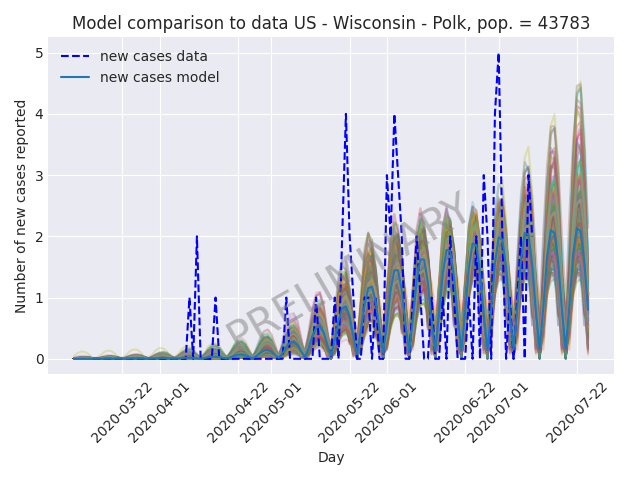 Model comparison to data US - Wisconsin - Polk, pop. = 43783
new cases data
new cases model
PRELIMINARY
Number of new cases reported
5
4
3
2
1
0
2020-03-22
2020-04-01
2020-04-22
2020-05-01
2020-05-22
2020-06-01
2020-06-22
2020-07-01
2020-07-22
Day